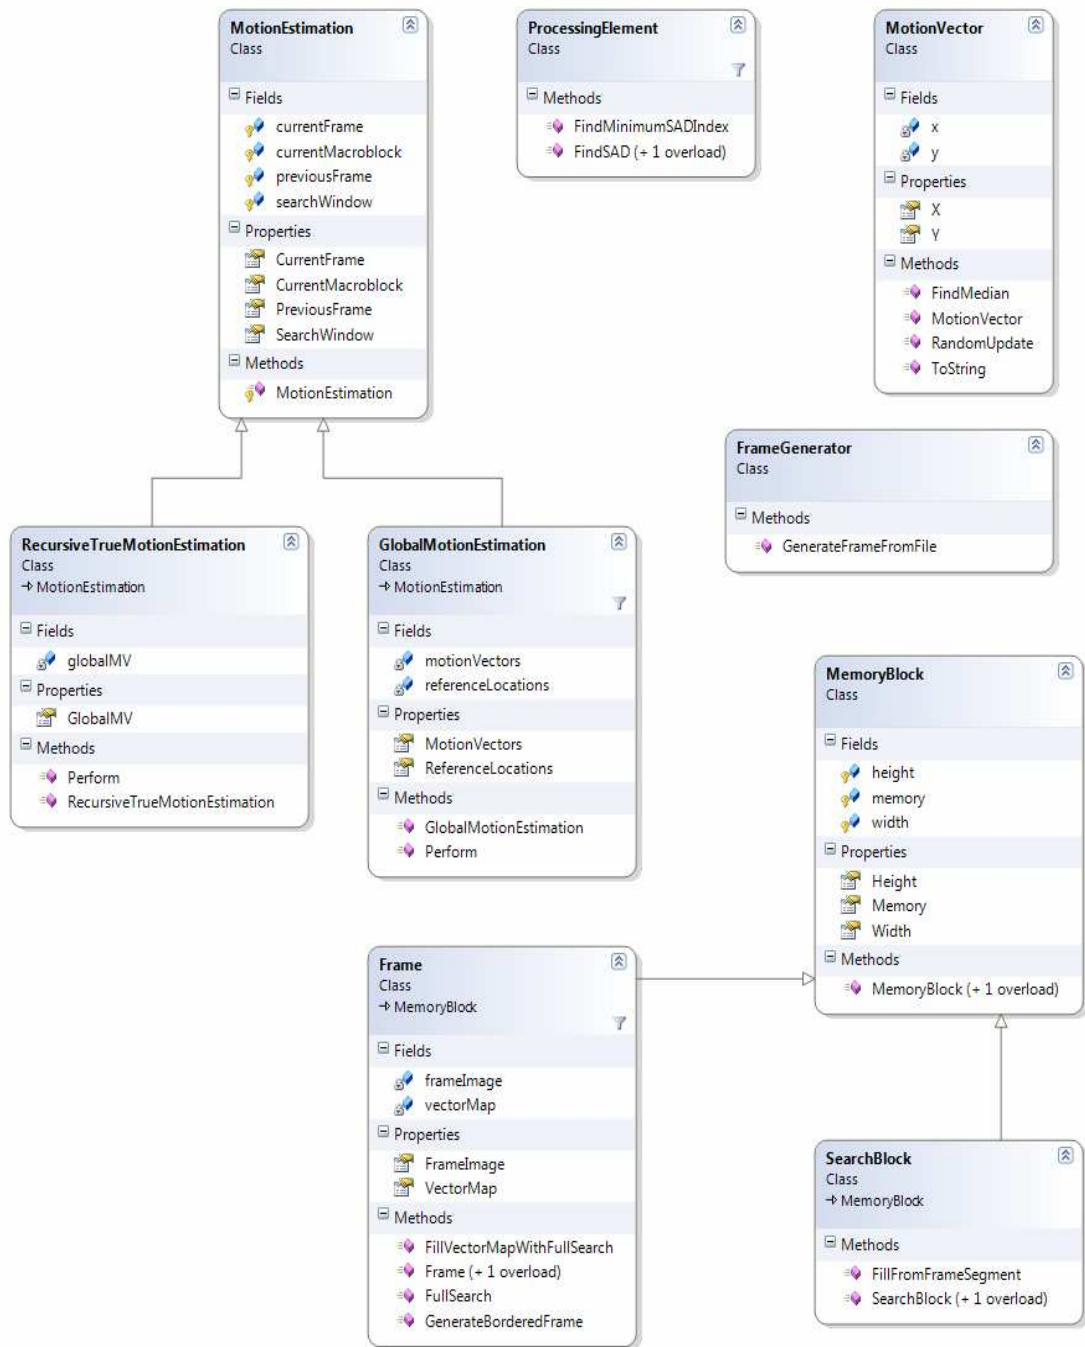 MotionEstimation
Class
Fields
currentFrame
currentMacroblock
previousFrame
searchWindow
Properties
CurrentFrame
CurrentMacroblock
PreviousFrame
SearchWindow
Methods
MotionEstimation
ProcessingElement
Class
Methods
FindMinimumSADIndex
FindSAD (+ 1 overload)
MotionVector
Class
Fields
x
y
Properties
X
Y
Methods
FindMedian
MotionVector
RandomUpdate
ToString
FrameGenerator
Class
Methods
GenerateFrameFromFile
RecursiveTrueMotionEstimation
Class
MotionEstimation
Fields
globalMV
Properties
GlobalMV
Methods
Perform
RecursiveTrueMotionEstimation
GlobalMotionEstimation
Class
MotionEstimation
Fields
motionVectors
referenceLocations
Properties
MotionVectors
ReferenceLocations
Methods
GlobalMotionEstimation
Perform
MemoryBlock
Class
Fields
height
memory
width
Properties
Height
Memory
Width
Methods
MemoryBlock (+ 1 overload)
Frame
Class
MemoryBlock
Fields
frameImage
vectorMap
Properties
FrameImage
VectorMap
Methods
FillVectorMapWithFullSearch
Frame (+ 1 overload)
FullSearch
GenerateBorderedFrame
SearchBlock
Class
MemoryBlock
Methods
FillFromFrameSegment
SearchBlock (+ 1 overload)